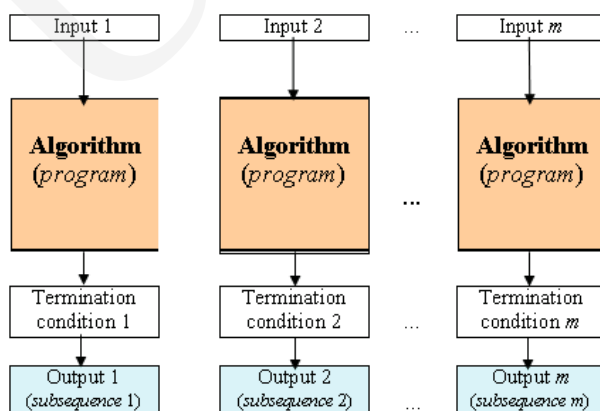 Input 1 Input 2 ... Input m
Algorithm Algorithm Algorithm
(program) (program) (program)
...
Termination Termination Termination
condition 1 condition 2 ... condition m
Output 1 Output 2 Output m
(subsequence 1) (subsequence 2) ... (subsequence m)